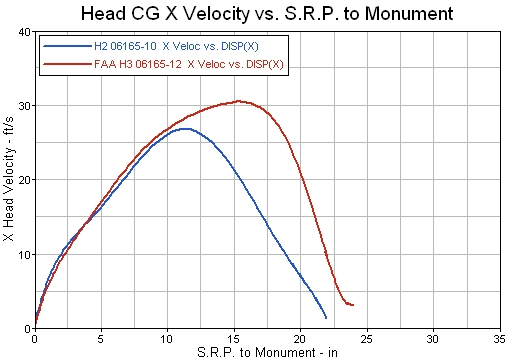 Head CG X Velocity vs. S.R.P. to Monument
H2 06165-10 X Veloc vs. DISP(X)
FAA H3 06165-12 X Veloc vs. DISP(X)
X Head Velocity - ft/s
40
30
20
10
0
0 5 10 15 20 25 30 35
S.R.P. to Monument - in